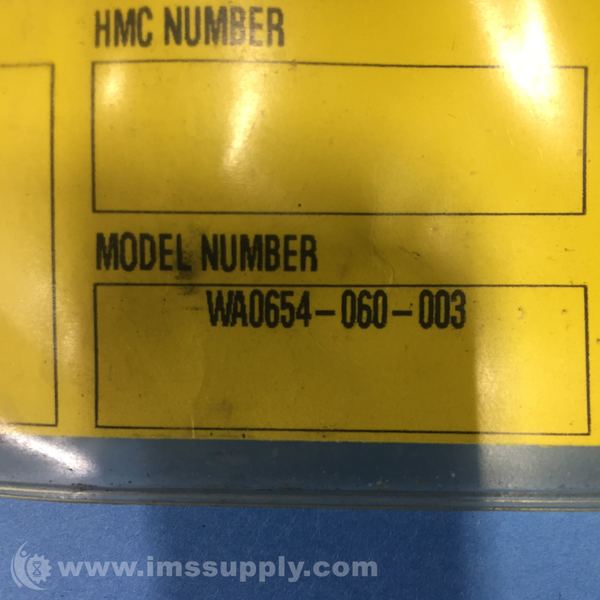 HMC NUMBER
MODEL NUMBER
WA0654-060-003
www.imssupply.com